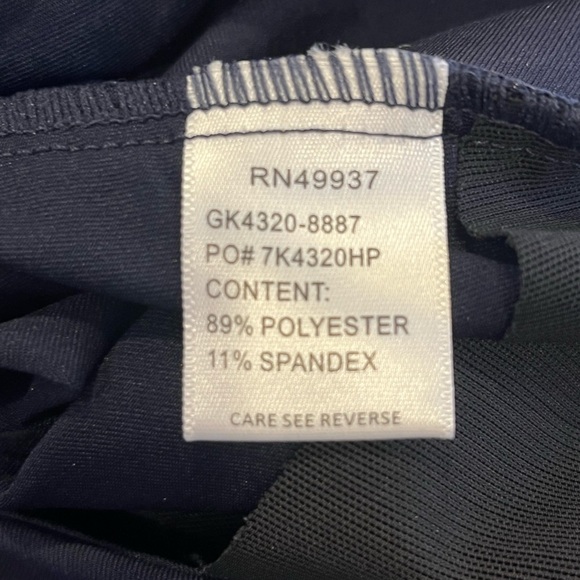 RN49937
GK4320-8887
PO# 7K4320HP
CONTENT:
89% POLYESTER
11% SPANDEX
CARE SEE REVERSE